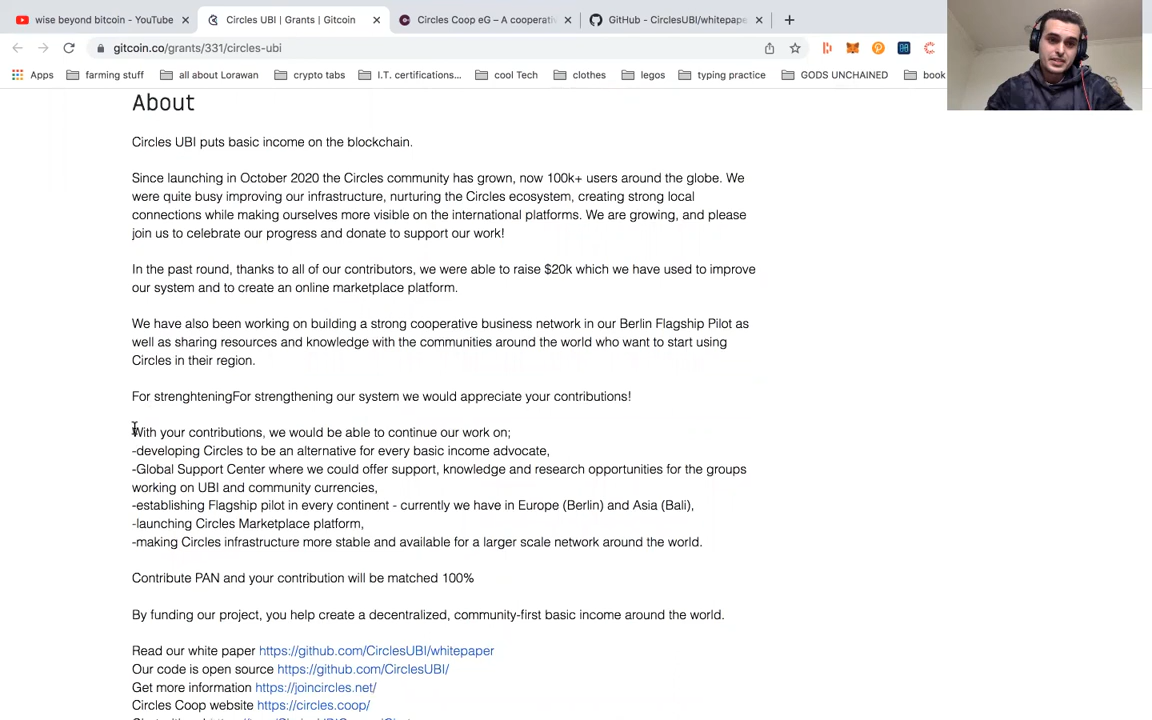 wise beyond bitcoin - YouTube
Circles UBI | Grants | Gitcoin
Circles Coop eG – A cooperati
GitHub - CirclesUBI/whitepape
gitcoin.co/grants/331/circles-ubi
Apps
farming stuff
all about Lorawan
crypto tabs
I.T. certifications...
cool Tech
clothes
legos
typing practice
GODS UNCHAINED
book
About
Circles UBI puts basic income on the blockchain.
Since launching in October 2020 the Circles community has grown, now 100k+ users around the globe. We
were quite busy improving our infrastructure, nurturing the Circles ecosystem, creating strong local
connections while making ourselves more visible on the international platforms. We are growing, and please
join us to celebrate our progress and donate to support our work!
In the past round, thanks to all of our contributors, we were able to raise $20k which we have used to improve
our system and to create an online marketplace platform.
We have also been working on building a strong cooperative business network in our Berlin Flagship Pilot as
well as sharing resources and knowledge with the communities around the world who want to start using
Circles in their region.
For strenghteningFor strengthening our system we would appreciate your contributions!
With your contributions, we would be able to continue our work on;
-developing Circles to be an alternative for every basic income advocate,
-Global Support Center where we could offer support, knowledge and research opportunities for the groups
working on UBI and community currencies,
-establishing Flagship pilot in every continent - currently we have in Europe (Berlin) and Asia (Bali),
-launching Circles Marketplace platform,
-making Circles infrastructure more stable and available for a larger scale network around the world.
Contribute PAN and your contribution will be matched 100%
By funding our project, you help create a decentralized, community-first basic income around the world.
Read our white paper https://github.com/CirclesUBI/whitepaper
Our code is open source https://github.com/CirclesUBI/
Get more information https://joincircles.net/
Circles Coop website https://circles.coop/